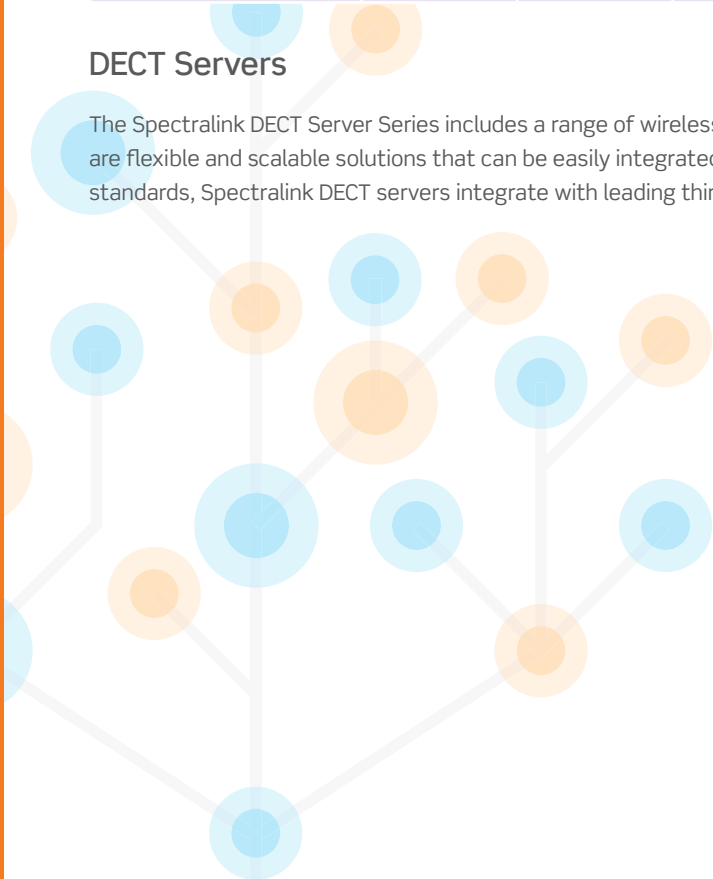 DECT Servers
The Spectralink DECT Server Series includes a range of wireless
are flexible and scalable solutions that can be easily integrated
standards, Spectralink DECT servers integrate with leading